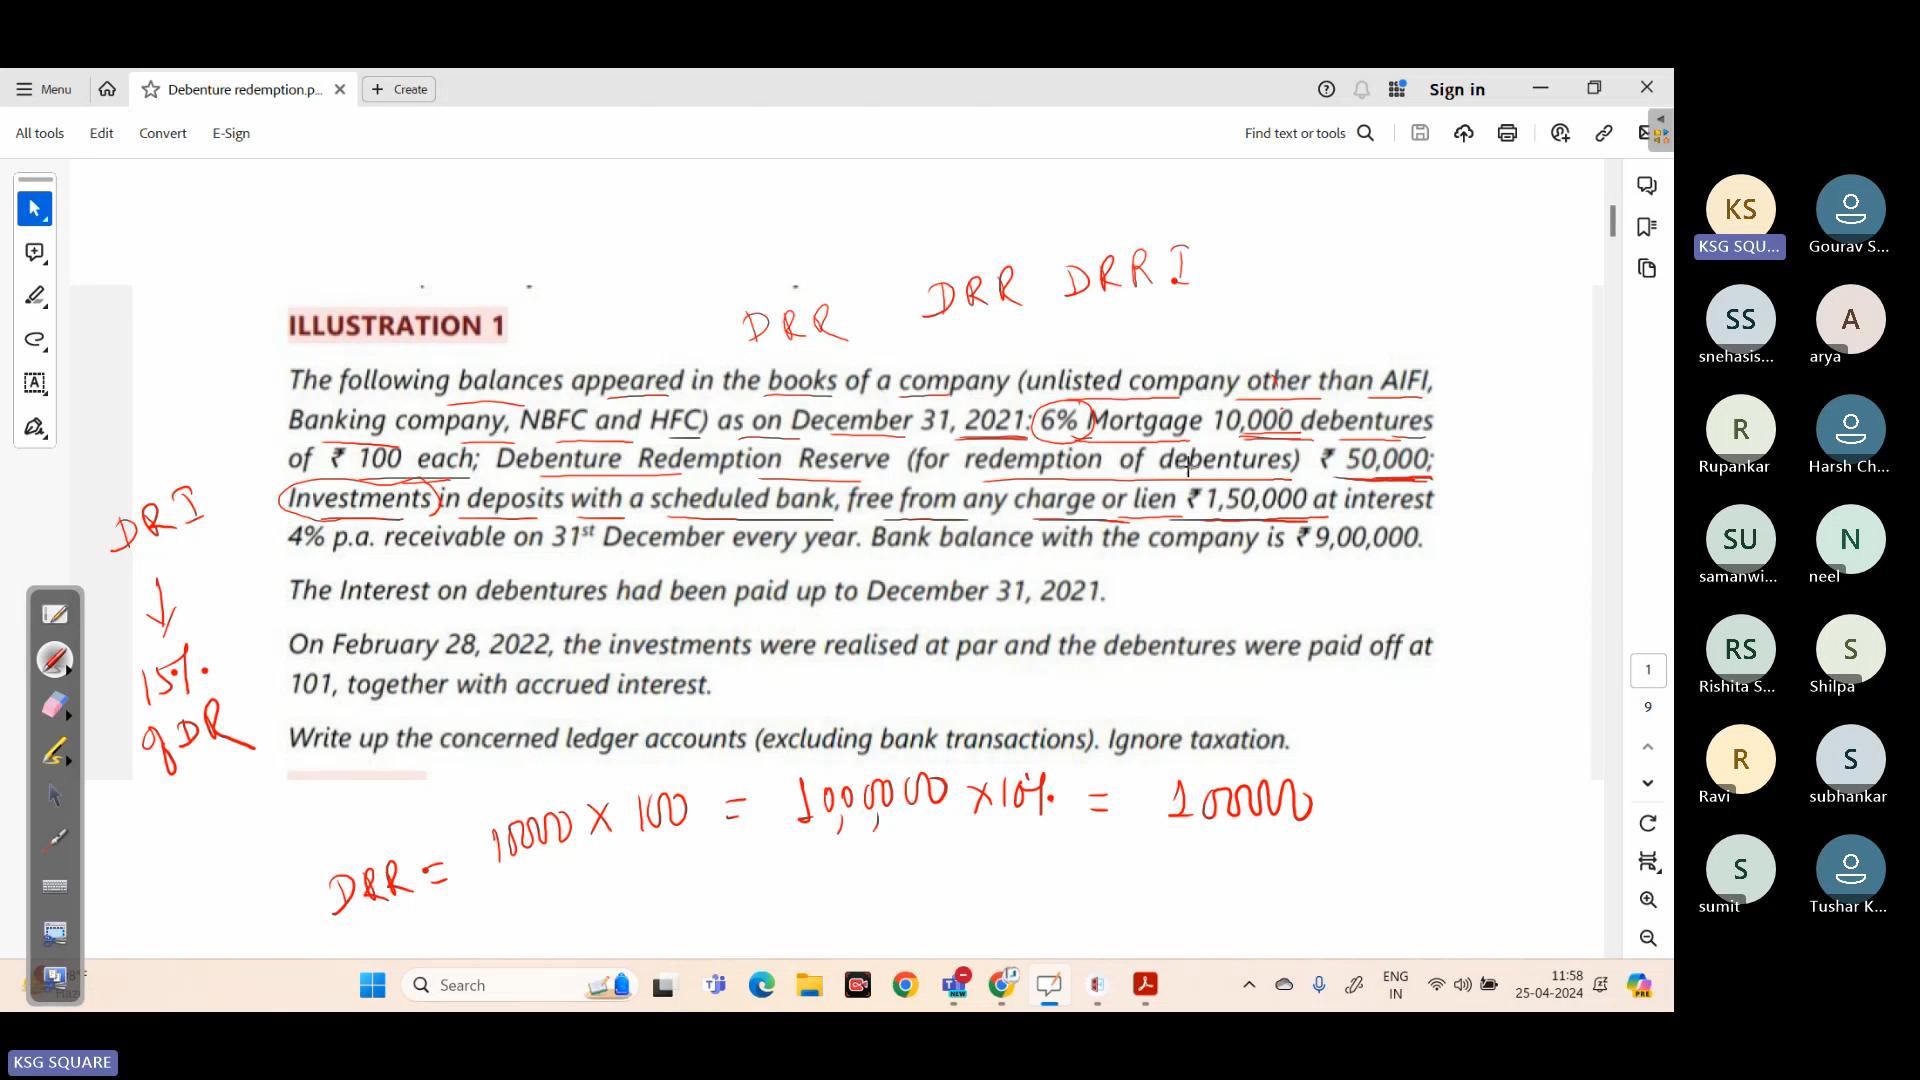 Menu
Debenture redemption.p...
+ Create
Sign in
All tools
Edit
Convert
E-Sign
Find text or tools
DRR
DRR
DRR I
ILLUSTRATION 1
The following balances appeared in the books of a company (unlisted company other than AIFI,
Banking company, NBFC and HFC) as on December 31, 2021: 6% Mortgage 10,000 debentures
of ₹ 100 each; Debenture Redemption Reserve (for redemption of debentures) ₹ 50,000;
Investments in deposits with a scheduled bank, free from any charge or lien ₹ 1,50,000 at interest
4% p.a. receivable on 31st December every year. Bank balance with the company is ₹ 9,00,000.
The Interest on debentures had been paid up to December 31, 2021.
On February 28, 2022, the investments were realised at par and the debentures were paid off at
101, together with accrued interest.
Write up the concerned ledger accounts (excluding bank transactions). Ignore taxation.
DRI
15%
of DR
DRR = 10000 × 100 = 10,00,000 × 10% = 100000
1
9
KS
KSG SQU...
Gourav S...
SS
snehasis...
A
arya
R
Rupankar
Harsh Ch...
SU
samanwi...
N
neel
RS
Rishita S...
S
Shilpa
R
Ravi
S
subhankar
S
sumit
Tushar K...
Search
NEW
ENG
IN
11:58
25-04-2024
PRE
KSG SQUARE